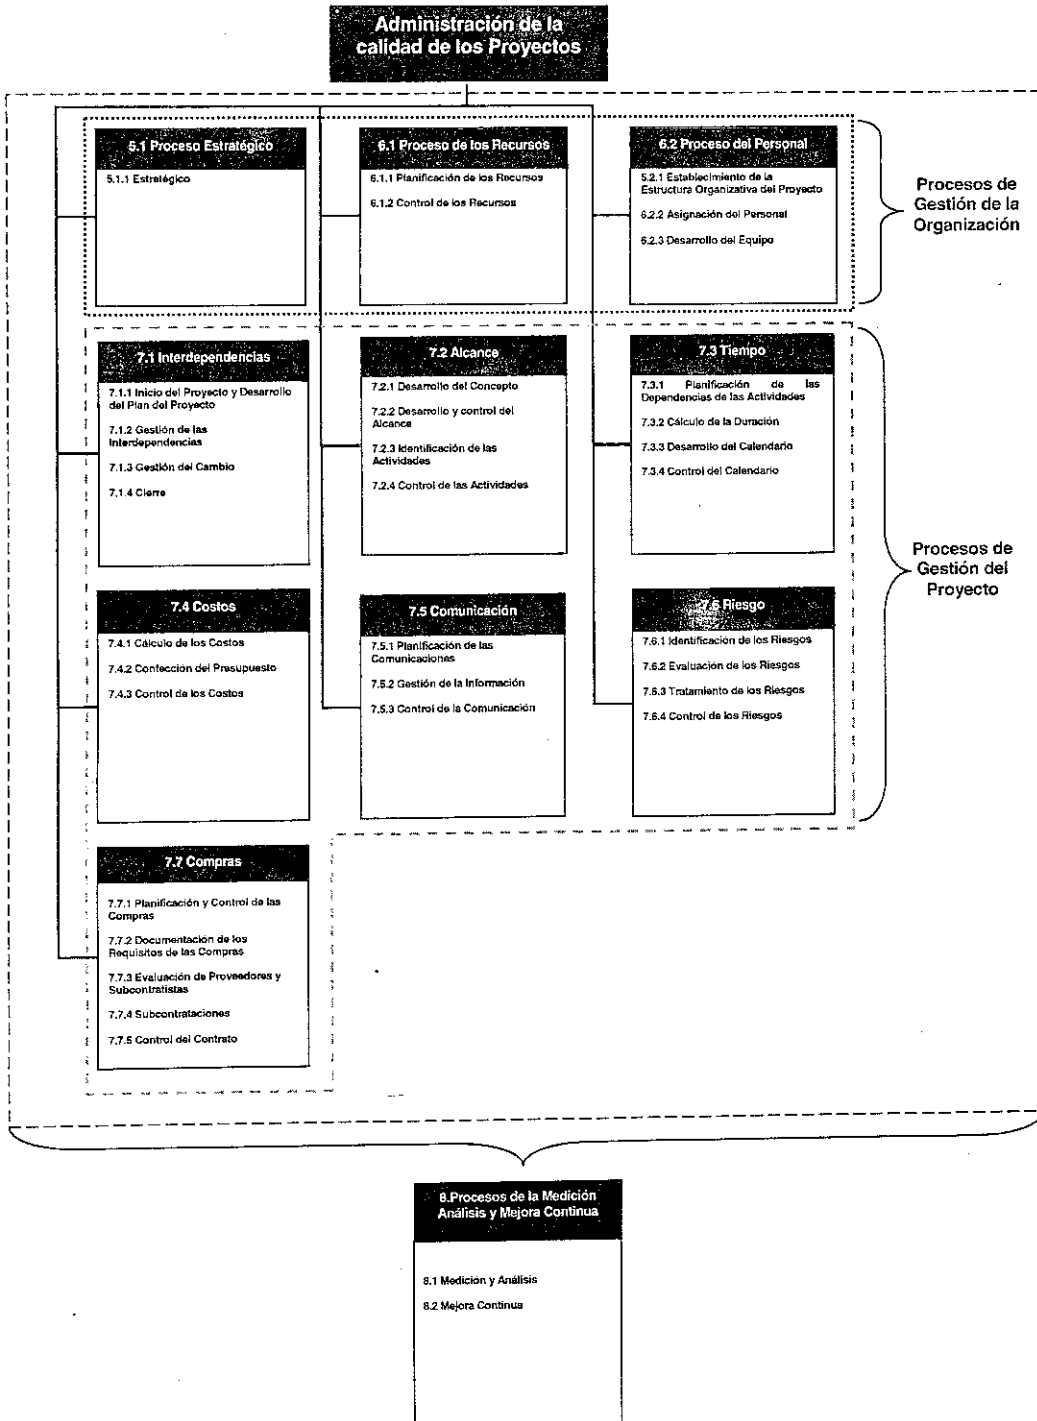 Administración de la
calidad de los Proyectos
5.1 Proceso Estratégico
5.1.1 Estratégico
6.1 Proceso de los Recursos
6.1.1 Planificación de los Recursos
6.1.2 Control de los Recursos
6.2 Proceso del Personal
5.2.1 Establecimiento de la
Estructura Organizativa del Proyecto
6.2.2 Asignación del Personal
6.2.3 Desarrollo del Equipo
Procesos de
Gestión de la
Organización
7.1 Interdependencias
7.1.1 Inicio del Proyecto y Desarrollo
del Plan del Proyecto
7.1.2 Gestión de las
Interdependencias
7.1.3 Gestión del Cambio
7.1.4 Cierre
7.2 Alcance
7.2.1 Desarrollo del Concepto
7.2.2 Desarrollo y control del
Alcance
7.2.3 Identificación de las
Actividades
7.2.4 Control de las Actividades
7.3 Tiempo
7.3.1 Planificación de las
Dependencias de las Actividades
7.3.2 Cálculo de la Duración
7.3.3 Desarrollo del Calendario
7.3.4 Control del Calendario
Procesos de
Gestión del
Proyecto
7.4 Costos
7.4.1 Cálculo de los Costos
7.4.2 Confección del Presupuesto
7.4.3 Control de los Costos
7.5 Comunicación
7.5.1 Planificación de las
Comunicaciones
7.5.2 Gestión de la Información
7.5.3 Control de la Comunicación
7.6 Riesgo
7.6.1 Identificación de los Riesgos
7.6.2 Evaluación de los Riesgos
7.6.3 Tratamiento de los Riesgos
7.6.4 Control de los Riesgos
7.7 Compras
7.7.1 Planificación y Control de las
Compras
7.7.2 Documentación de los
Requisitos de las Compras
7.7.3 Evaluación de Proveedores y
Subcontratistas
7.7.4 Subcontrataciones
7.7.5 Control del Contrato
8.Procesos de la Medición
Análisis y Mejora Continua
8.1 Medición y Análisis
8.2 Mejora Continua